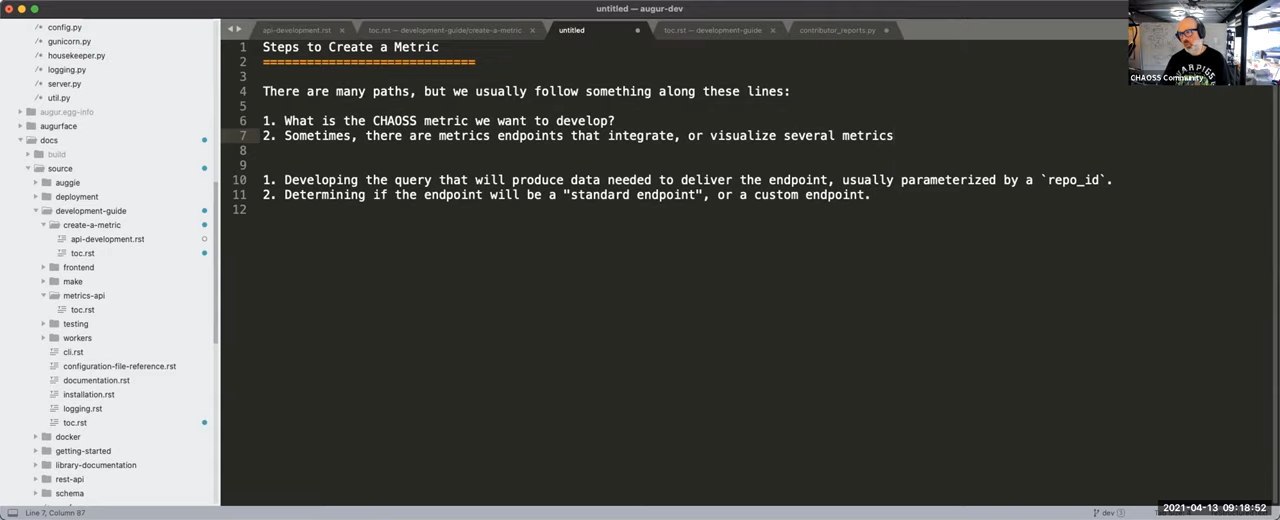 untitled — augur-dev
api-development.rst
toc.rst — development-guide/create-a-metric
untitled
toc.rst — development-guide
contributor_reports.py
config.py
gunicorn.py
housekeeper.py
logging.py
server.py
util.py
augur.egg-info
augurface
docs
build
source
auggie
deployment
development-guide
create-a-metric
api-development.rst
toc.rst
frontend
make
metrics-api
toc.rst
testing
workers
cli.rst
configuration-file-reference.rst
documentation.rst
installation.rst
logging.rst
toc.rst
docker
getting-started
library-documentation
rest-api
schema
1 Steps to Create a Metric
2 =============================
3
4 There are many paths, but we usually follow something along these lines:
5
6 1. What is the CHAOSS metric we want to develop?
7 2. Sometimes, there are metrics endpoints that integrate, or visualize several metrics
8
9
10 1. Developing the query that will produce data needed to deliver the endpoint, usually parameterized by a `repo_id`.
11 2. Determining if the endpoint will be a "standard endpoint", or a custom endpoint.
12
WARPIGS
CHAOSS Community
Line 7, Column 87
dev
2021-04-13 09:18:52